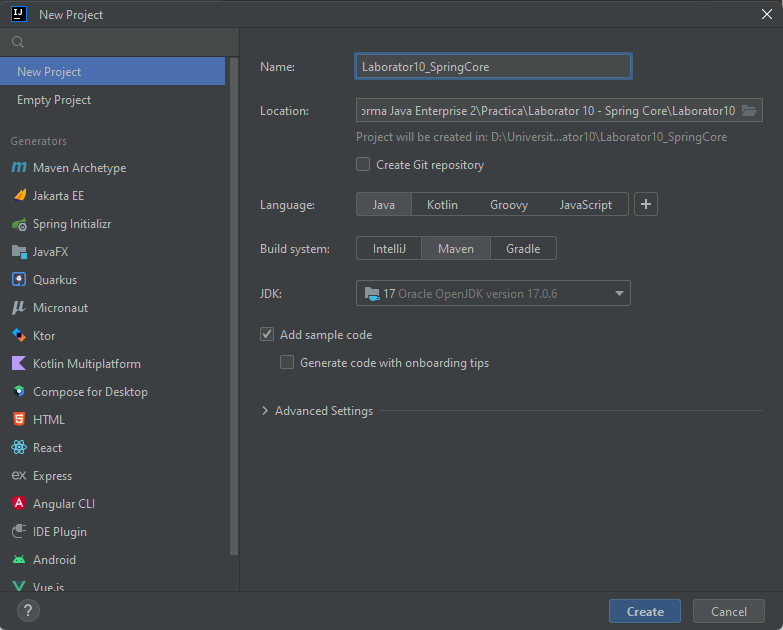 New Project
New Project
Empty Project
Generators
Maven Archetype
Jakarta EE
Spring Initializr
JavaFX
Quarkus
Micronaut
Ktor
Kotlin Multiplatform
Compose for Desktop
HTML
React
Express
Angular CLI
IDE Plugin
Android
Vue.js
Name: Laborator10_SpringCore
Location: orma Java Enterprise 2\Practica\Laborator 10 - Spring Core\Laborator10
Project will be created in: D:\Universit...ator10\Laborator10_SpringCore
Create Git repository
Language: Java Kotlin Groovy JavaScript +
Build system: IntelliJ Maven Gradle
JDK: 17 Oracle OpenJDK version 17.0.6
Add sample code
Generate code with onboarding tips
Advanced Settings
? Create Cancel